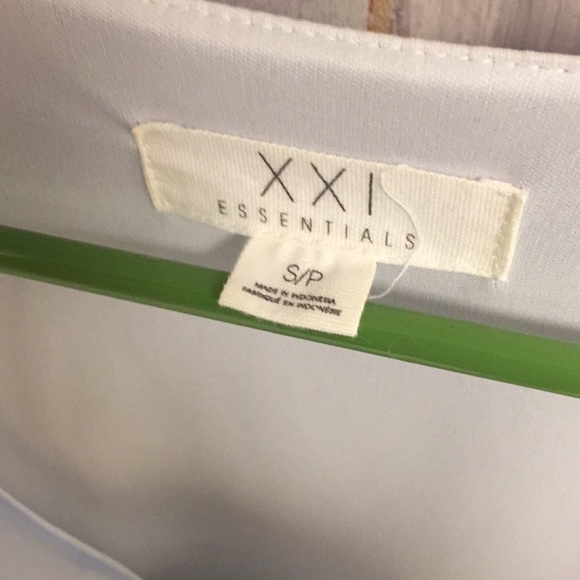 XXI
ESSENTIALS
S/P
MADE IN INDONESIA
FABRIQUÉ EN INDONÉSIE